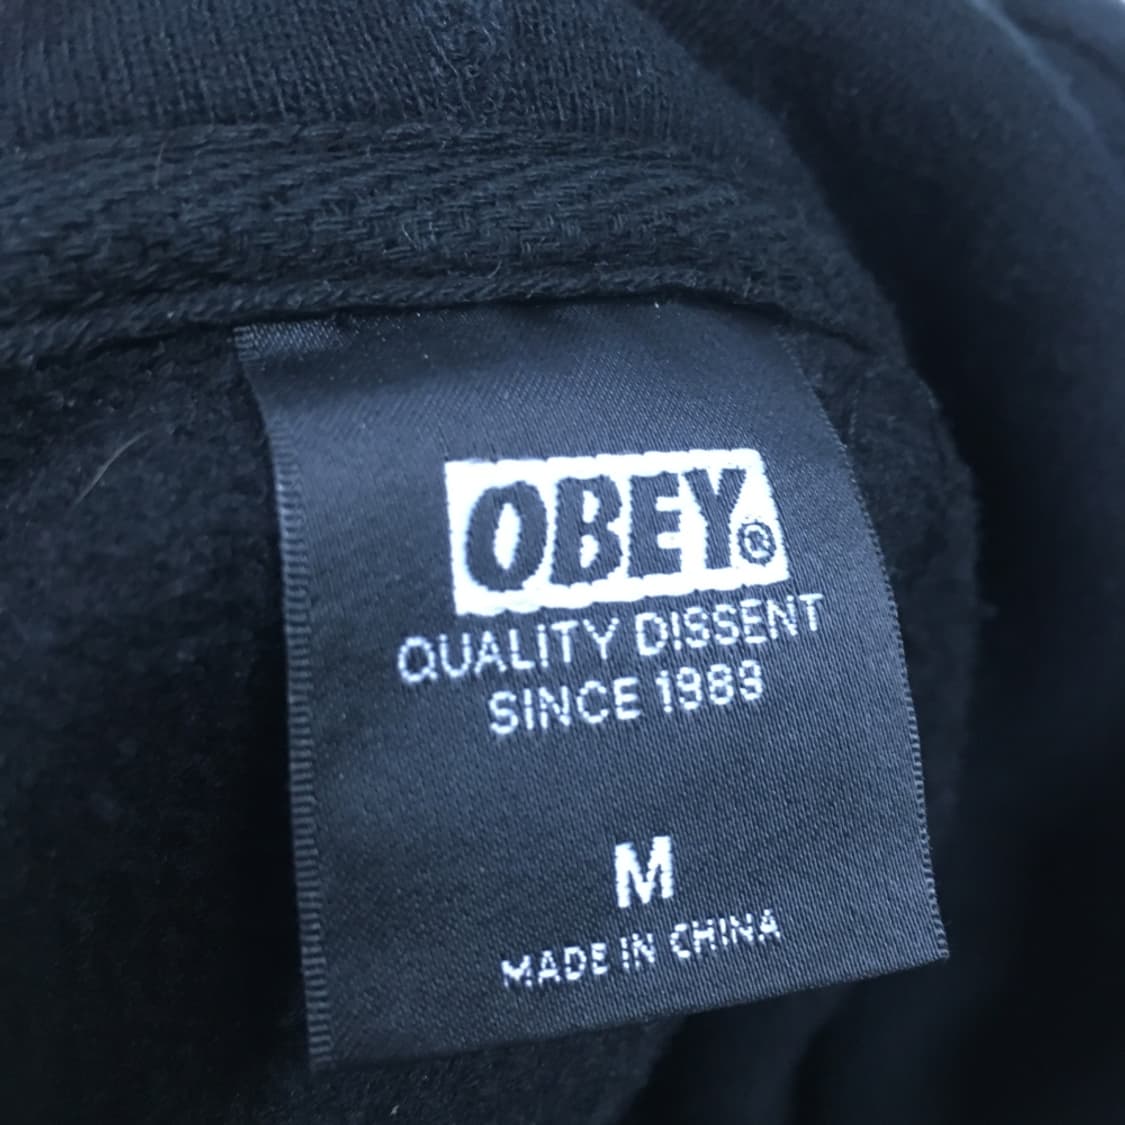 OBEY®
QUALITY DISSENT
SINCE 1989
M
MADE IN CHINA